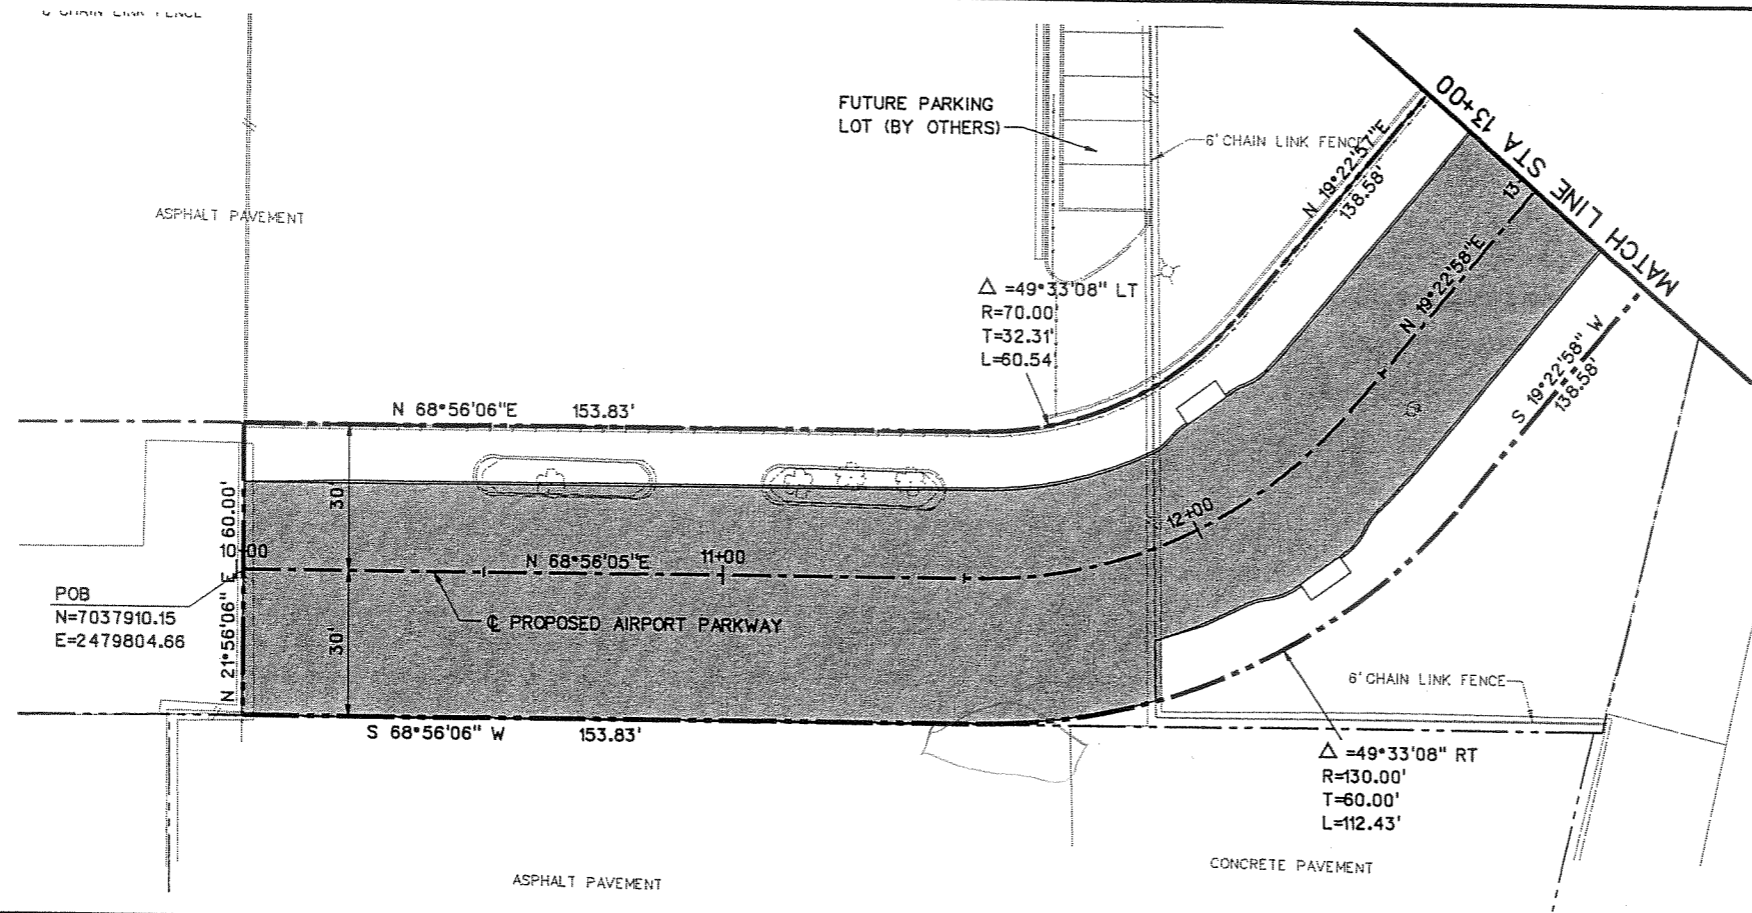 6' CHAIN LINK FENCE
FUTURE PARKING
LOT (BY OTHERS)
6' CHAIN LINK FENCE
N 19°22'57"E
138.58'
MATCH LINE STA 13+00
13
ASPHALT PAVEMENT
N 19°22'58"E
△ =49°33'08" LT
R=70.00'
T=32.31'
L=60.54'
S 19°22'58" W
138.58'
N 68°56'06"E 153.83'
30'
12+00
N 21°56'06" E 60.00'
10+00
N 68°56'05"E
11+00
POB
N=7037910.15
E=2479804.66
℄ PROPOSED AIRPORT PARKWAY
30'
6' CHAIN LINK FENCE
S 68°56'06" W 153.83'
△ =49°33'08" RT
R=130.00'
T=60.00'
L=112.43'
CONCRETE PAVEMENT
ASPHALT PAVEMENT